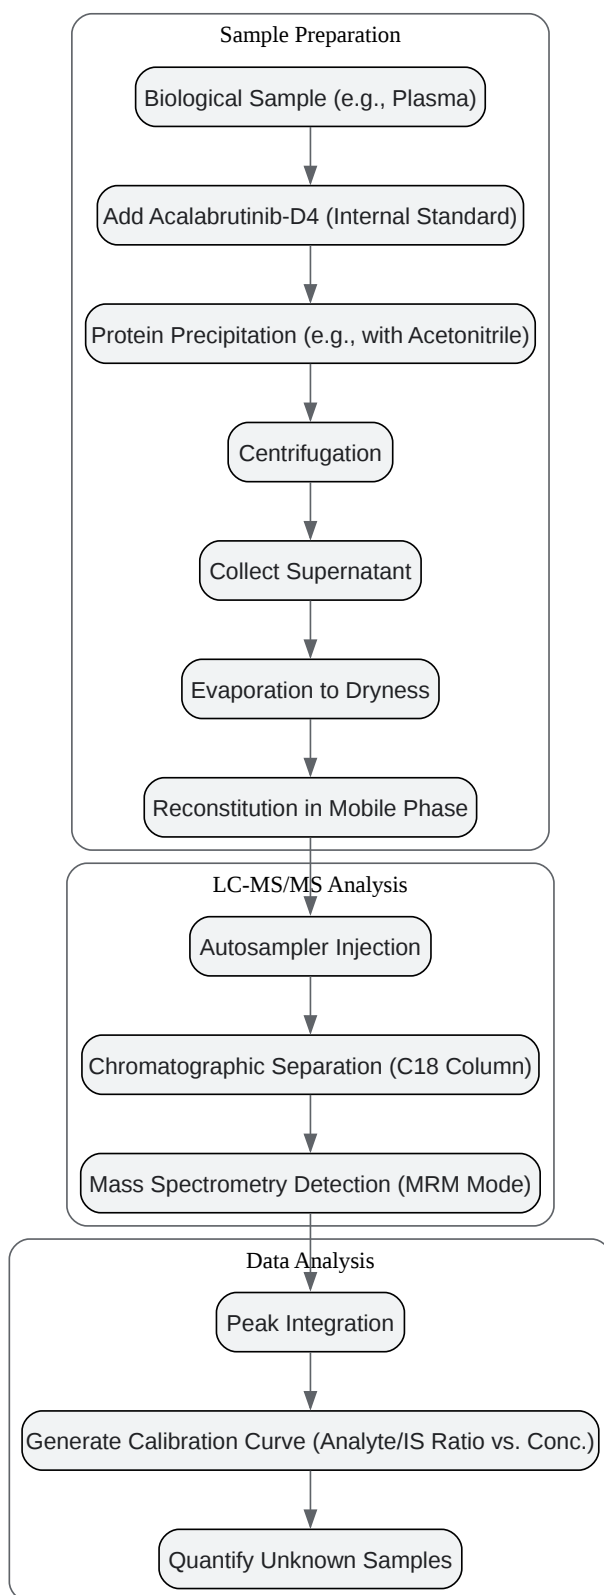 Sample Preparation
Biological Sample (e.g., Plasma)
Add Acalabrutinib-D4 (Internal Standard)
Protein Precipitation (e.g., with Acetonitrile)
Centrifugation
Collect Supernatant
Evaporation to Dryness
Reconstitution in Mobile Phase
LC-MS/MS Analysis
Autosampler Injection
Chromatographic Separation (C18 Column)
Mass Spectrometry Detection (MRM Mode)
Data Analysis
Peak Integration
Generate Calibration Curve (Analyte/IS Ratio vs. Conc.)
Quantify Unknown Samples